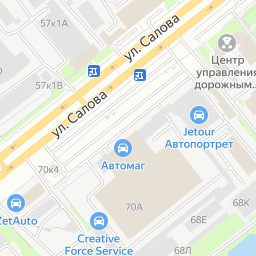 57к1А
ул. Салова
Центр
управления
дорожным...
57к1В
ул. Салова
Jetour
Автопортрет
70к4
Автомаг
70А
68К
68Е
ZetAuto
Creative
Force Service
68Л